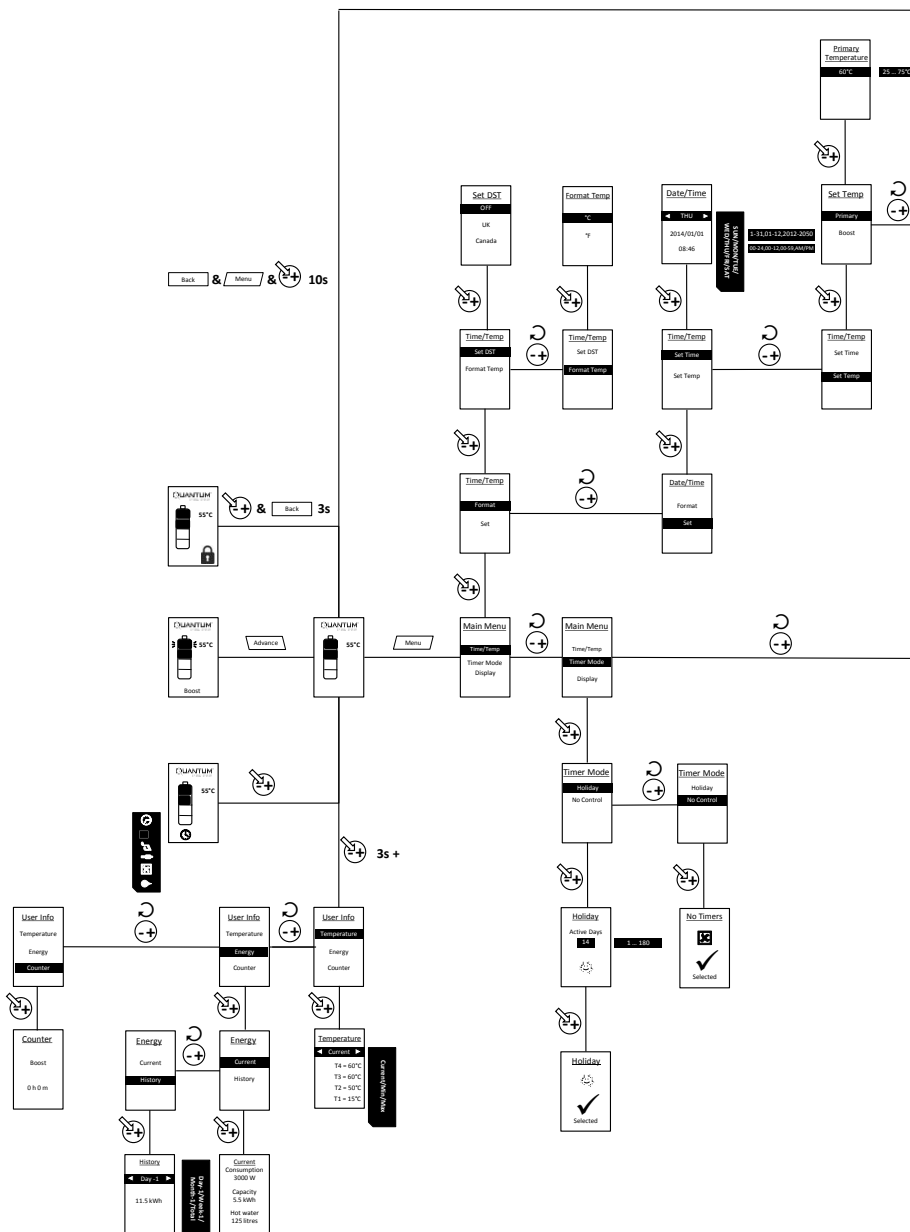 Primary
Temperature
60°C
25 ... 75°C
Set DST
Off
UK
Canada
Format Temp
°C
°F
Date/Time
◄ THU ►
2014/01/01
08:46
SUN/MON/TUE/
WED/THU/FRI/SAT
1-31,01-12,2012-2050
00-24,00-12,00-59,AM/PM
Set Temp
Primary
Boost
Back & Menu & -+ 10s
Time/Temp
Set DST
Format Temp
Time/Temp
Set DST
Format Temp
Time/Temp
Set Time
Set Temp
Time/Temp
Set Time
Set Temp
QUANTUM
55°C
-+ & Back 3s
Time/Temp
Format
Set
Date/Time
Format
Set
QUANTUM
55°C
Boost
Advance
QUANTUM
55°C
Menu
Main Menu
Time/Temp
Timer Mode
Display
Main Menu
Time/Temp
Timer Mode
Display
QUANTUM
55°C
Timer Mode
Holiday
No Control
Timer Mode
Holiday
No Control
3s +
User Info
Temperature
Energy
Counter
User Info
Temperature
Energy
Counter
User Info
Temperature
Energy
Counter
Holiday
Active Days
14
1 ... 180
No Timers
Selected
Counter
Boost
0 h 0 m
Energy
Current
History
Energy
Current
History
Temperature
◄ Current ►
T4 = 60°C
T3 = 60°C
T2 = 50°C
T1 = 15°C
Current/Min/Max
Holiday
Selected
History
◄ Day -1 ►
11.5 kWh
Day-1/Week-1/
Month-1/Total
Current
Consumption
3000 W
Capacity
5.5 kWh
Hot water
125 litres